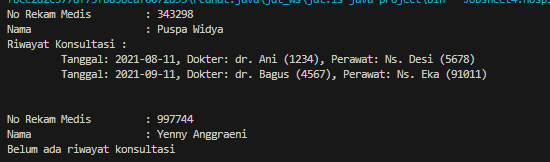 No Rekam Medis : 343298
Nama : Puspa Widya
Riwayat Konsultasi :
Tanggal: 2021-08-11, Dokter: dr. Ani (1234), Perawat: Ns. Desi (5678)
Tanggal: 2021-09-11, Dokter: dr. Bagus (4567), Perawat: Ns. Eka (91011)
No Rekam Medis : 997744
Nama : Yenny Anggraeni
Belum ada riwayat konsultasi